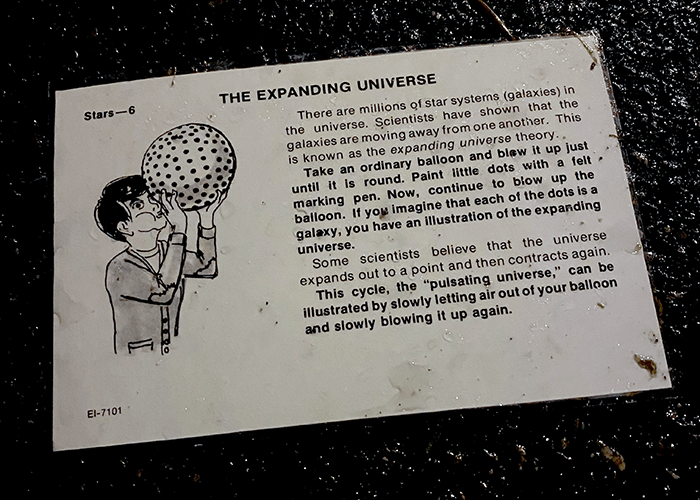 Stars—6
THE EXPANDING UNIVERSE
There are millions of star systems (galaxies) in
the universe. Scientists have shown that the
galaxies are moving away from one another. This
is known as the expanding universe theory.
Take an ordinary balloon and blow it up just
until it is round. Paint little dots with a felt
marking pen. Now, continue to blow up the
balloon. If you imagine that each of the dots is a
galaxy, you have an illustration of the expanding
universe.
Some scientists believe that the universe
expands out to a point and then contracts again.
This cycle, the “pulsating universe,” can be
illustrated by slowly letting air out of your balloon
and slowly blowing it up again.
EI-7101